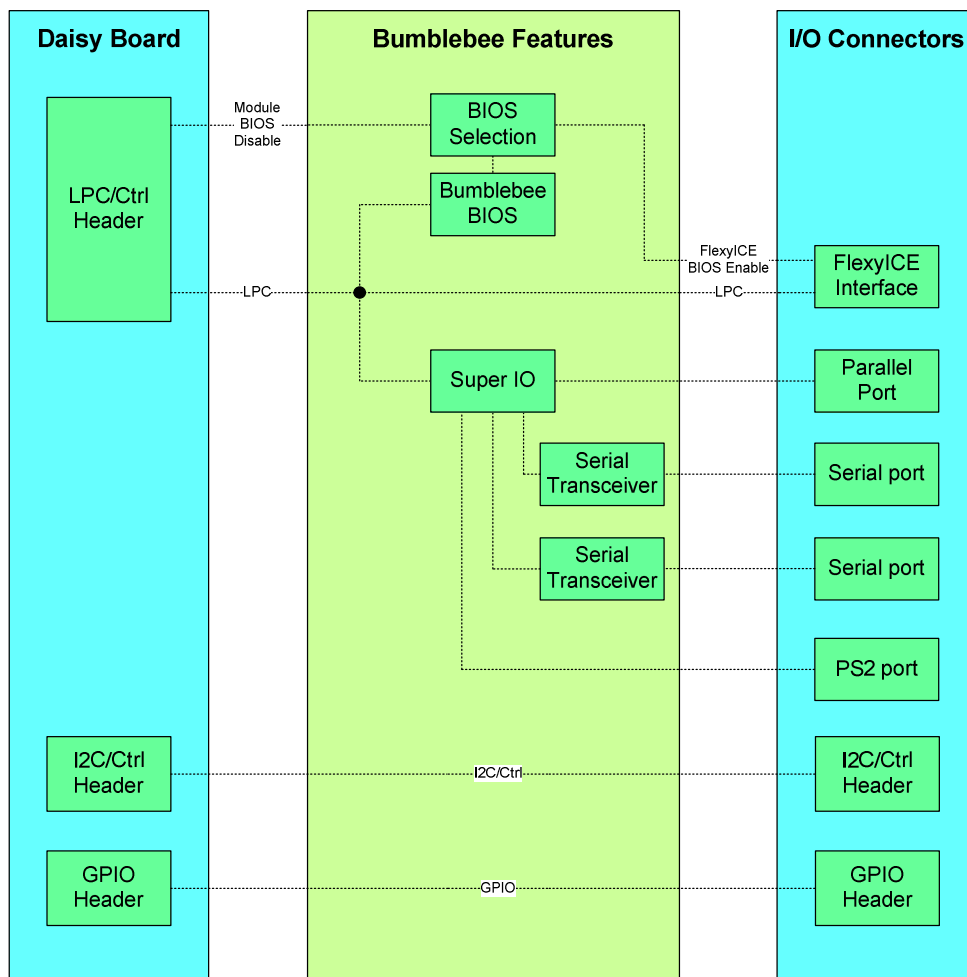 Daisy Board
Bumblebee Features
I/O Connectors
Module
BIOS
Disable
BIOS
Selection
LPC/Ctrl
Header
Bumblebee
BIOS
FlexyICE
BIOS Enable
FlexyICE
Interface
LPC
LPC
Super IO
Parallel
Port
Serial
Transceiver
Serial port
Serial
Transceiver
Serial port
PS2 port
I2C/Ctrl
Header
I2C/Ctrl
I2C/Ctrl
Header
GPIO
Header
GPIO
GPIO
Header